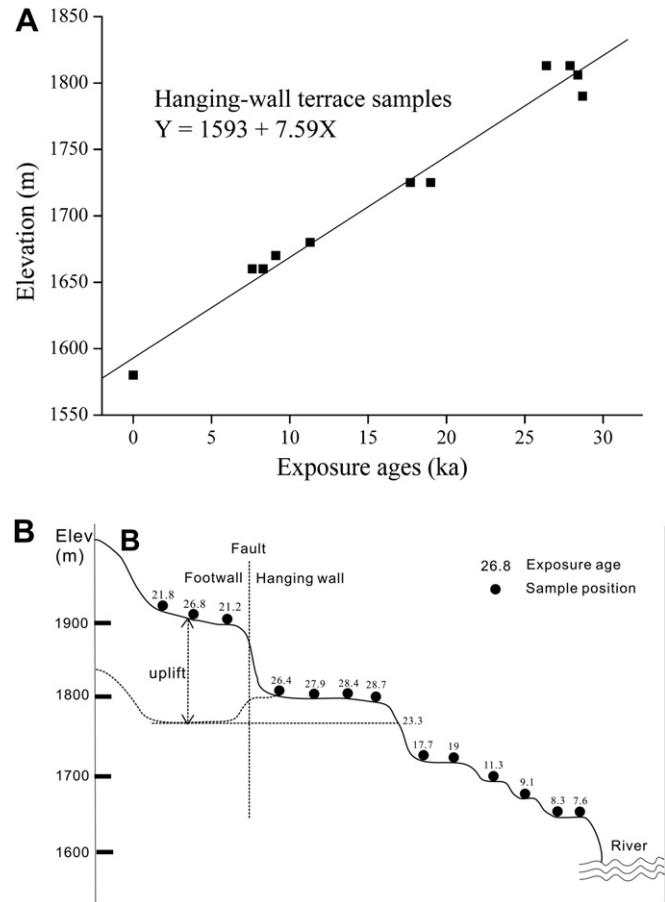 A
1850
1800
1750
1700
1650
1600
1550
Elevation (m)
Hanging-wall terrace samples
Y = 1593 + 7.59X
0 5 10 15 20 25 30
Exposure ages (ka)
B
Elev
(m)
B
Fault
Footwall
Hanging wall
26.8 Exposure age
Sample position
21.8
26.8
21.2
1900
uplift
26.4
27.9
28.4
28.7
1800
23.3
17.7
19
11.3
9.1
8.3
7.6
1700
1600
River